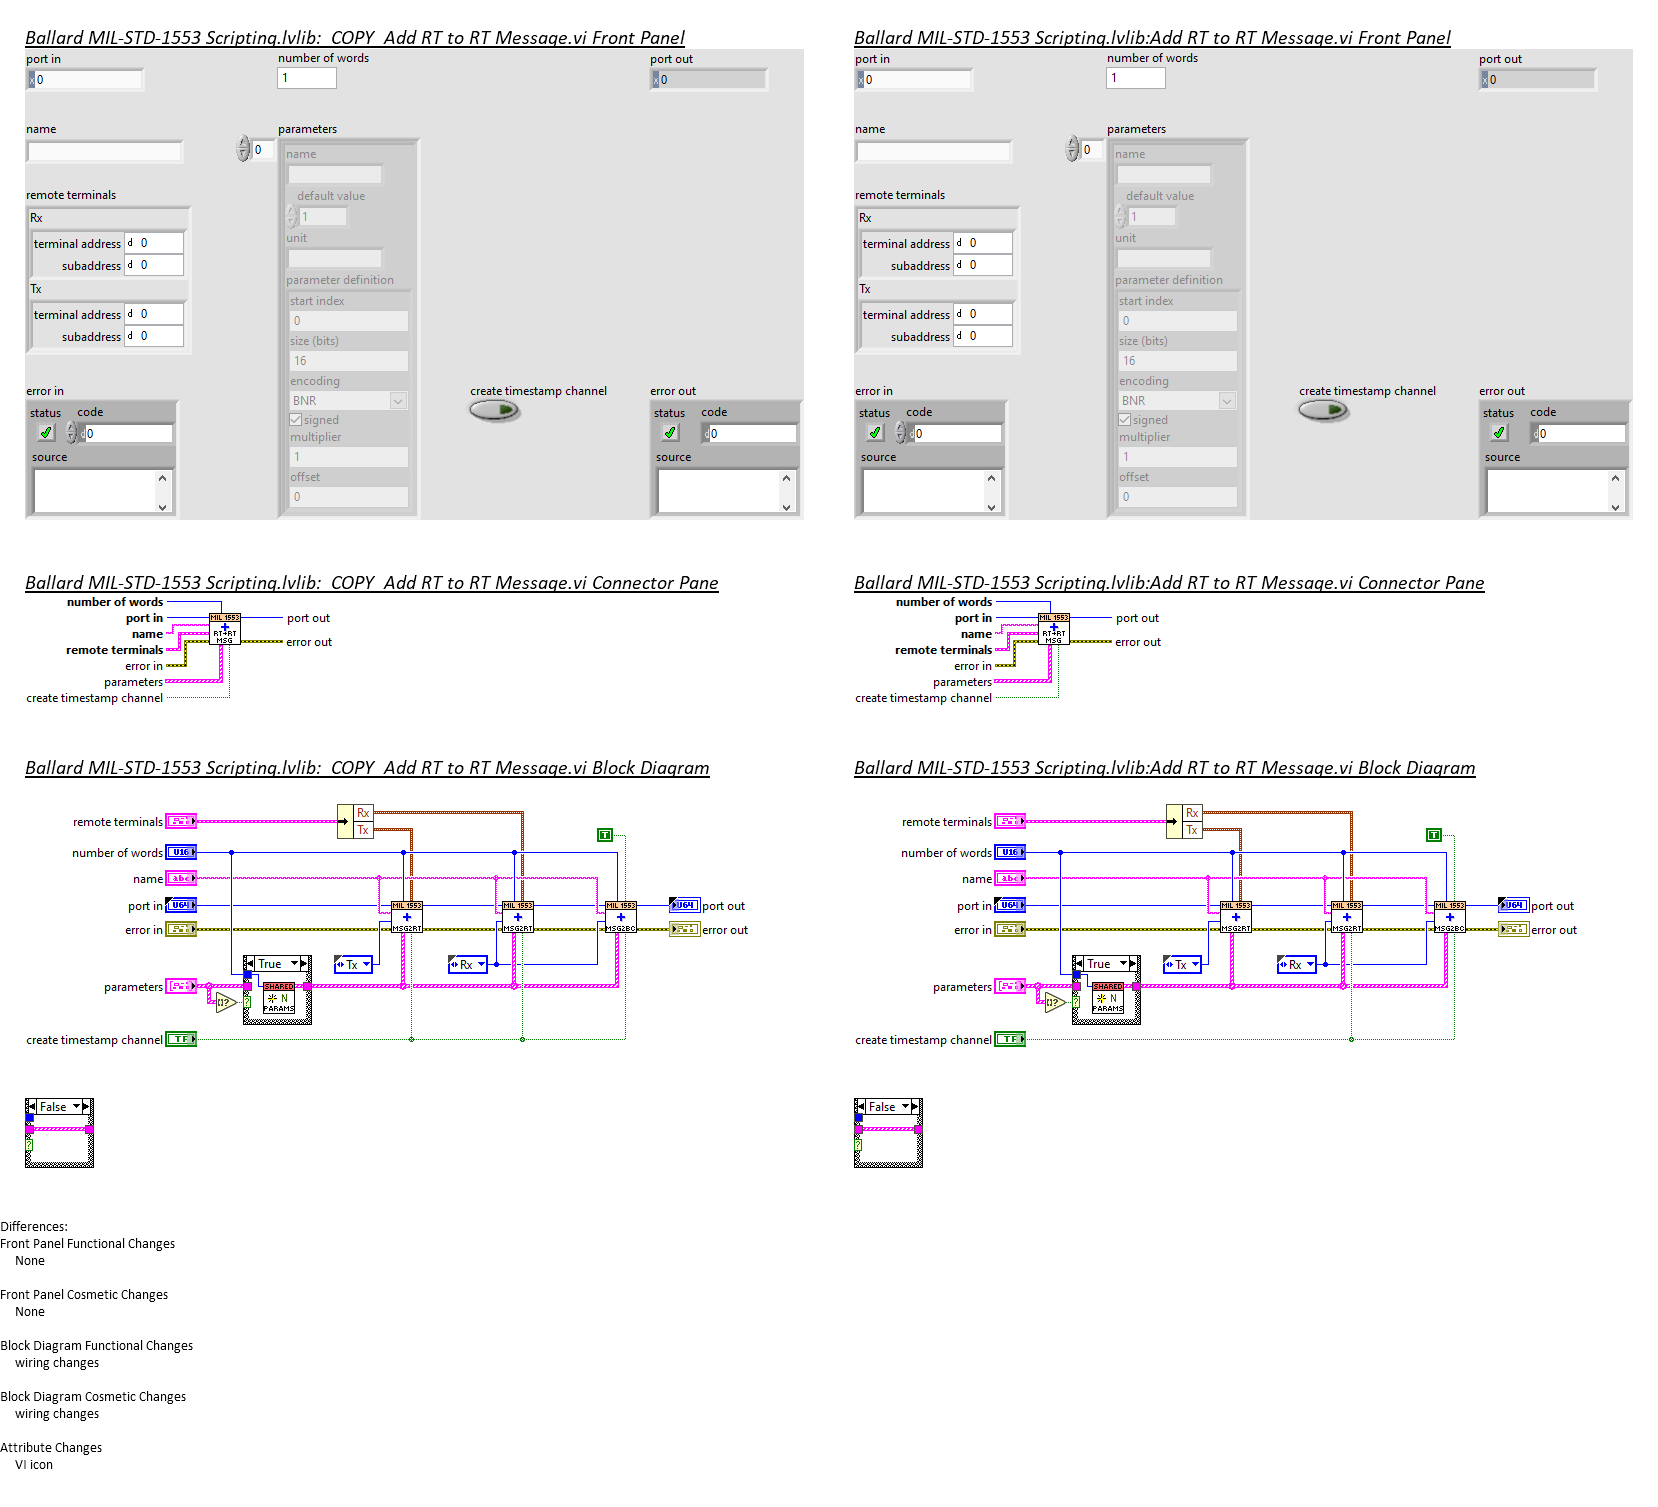 Ballard MIL-STD-1553 Scripting.lvlib:  COPY  Add RT to RT Message.vi Front Panel
port in
x 0
number of words
1
port out
x 0
name
0
parameters
name
default value
1
unit
parameter definition
start index
0
size (bits)
16
encoding
BNR
signed
multiplier
1
offset
0
remote terminals
Rx
terminal address d 0
subaddress d 0
Tx
terminal address d 0
subaddress d 0
create timestamp channel
error in
status code
d0
source
error out
status code
d0
source
Ballard MIL-STD-1553 Scripting.lvlib:Add RT to RT Message.vi Front Panel
port in
x 0
number of words
1
port out
x 0
name
0
parameters
name
default value
1
unit
parameter definition
start index
0
size (bits)
16
encoding
BNR
signed
multiplier
1
offset
0
remote terminals
Rx
terminal address d 0
subaddress d 0
Tx
terminal address d 0
subaddress d 0
create timestamp channel
error in
status code
d0
source
error out
status code
d0
source
Ballard MIL-STD-1553 Scripting.lvlib:  COPY  Add RT to RT Message.vi Connector Pane
number of words
port in
name
remote terminals
error in
parameters
create timestamp channel
MIL 1553
RT→RT
MSG
port out
error out
Ballard MIL-STD-1553 Scripting.lvlib:Add RT to RT Message.vi Connector Pane
number of words
port in
name
remote terminals
error in
parameters
create timestamp channel
MIL 1553
RT→RT
MSG
port out
error out
Ballard MIL-STD-1553 Scripting.lvlib:  COPY  Add RT to RT Message.vi Block Diagram
remote terminals
Rx
Tx
T
number of words U16
name abc
port in U64
MIL 1553
+
MSG2RT
MIL 1553
+
MSG2RT
MIL 1553
+
MSG2BC
U64 port out
error in
error out
True
Tx
Rx
parameters
[]?
?
SHARED
N
PARAMS
create timestamp channel TF
False
?
Ballard MIL-STD-1553 Scripting.lvlib:Add RT to RT Message.vi Block Diagram
remote terminals
Rx
Tx
T
number of words U16
name abc
port in U64
MIL 1553
+
MSG2RT
MIL 1553
+
MSG2RT
MIL 1553
+
MSG2BC
U64 port out
error in
error out
True
Tx
Rx
parameters
[]?
?
SHARED
N
PARAMS
create timestamp channel TF
False
?
Differences:
Front Panel Functional Changes
None
Front Panel Cosmetic Changes
None
Block Diagram Functional Changes
wiring changes
Block Diagram Cosmetic Changes
wiring changes
Attribute Changes
VI icon